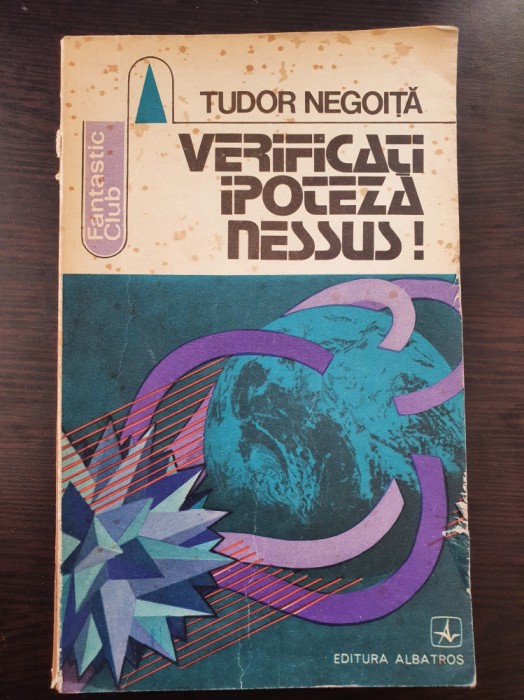 TUDOR NEGOIȚĂ
VERIFICAȚI
IPOTEZA
NESSUS!
Fantastic
Club
EDITURA ALBATROS